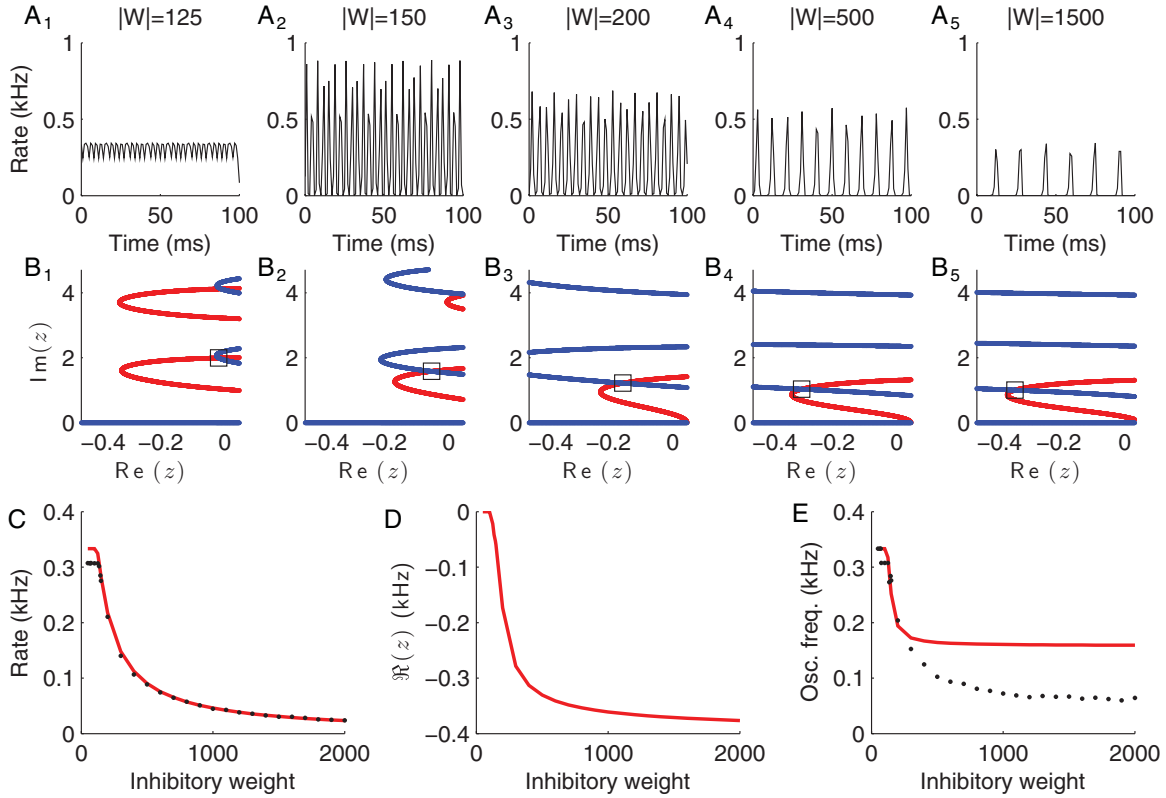 A1 |W|=125
A2 |W|=150
A3 |W|=200
A4 |W|=500
A5 |W|=1500
Rate (kHz)
1
0.5
0
0 50 100
Time (ms)
1
0.5
0
0 50 100
Time (ms)
1
0.5
0
0 50 100
Time (ms)
1
0.5
0
0 50 100
Time (ms)
1
0.5
0
0 50 100
Time (ms)
B1
Im(z)
4
2
0
−0.4 −0.2 0
Re (z)
B2
4
2
0
−0.4 −0.2 0
Re (z)
B3
4
2
0
−0.4 −0.2 0
Re (z)
B4
4
2
0
−0.4 −0.2 0
Re (z)
B5
4
2
0
−0.4 −0.2 0
Re (z)
C
Rate (kHz)
0.4
0.3
0.2
0.1
0
0 1000 2000
Inhibitory weight
D
ℜ(z) (kHz)
0
−0.1
−0.2
−0.3
−0.4
0 1000 2000
Inhibitory weight
E
Osc. freq. (kHz)
0.4
0.3
0.2
0.1
0
0 1000 2000
Inhibitory weight